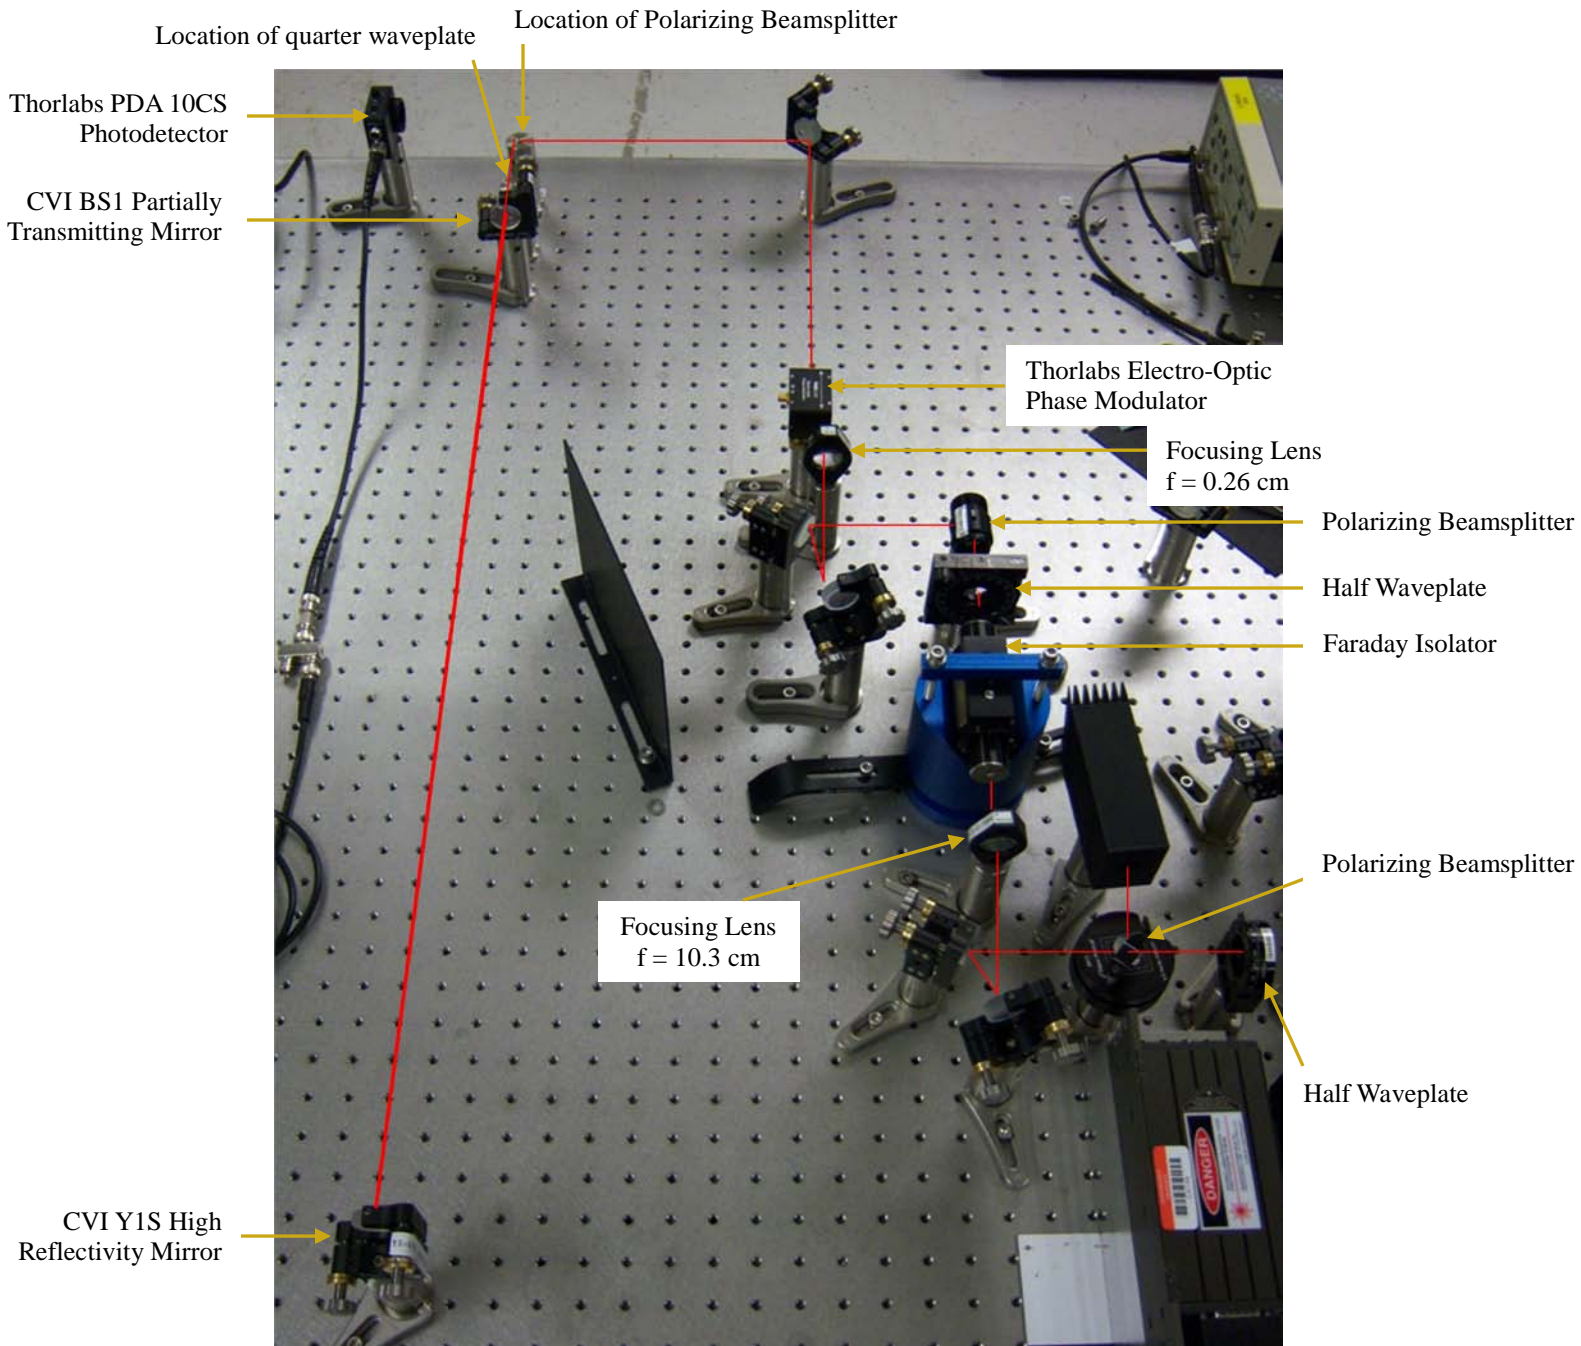 Location of quarter waveplate
Location of Polarizing Beamsplitter
Thorlabs PDA 10CS
Photodetector
CVI BS1 Partially
Transmitting Mirror
Thorlabs Electro-Optic
Phase Modulator
Focusing Lens
f = 0.26 cm
Polarizing Beamsplitter
Half Waveplate
Faraday Isolator
Polarizing Beamsplitter
Focusing Lens
f = 10.3 cm
Half Waveplate
DANGER
CVI Y1S High
Reflectivity Mirror